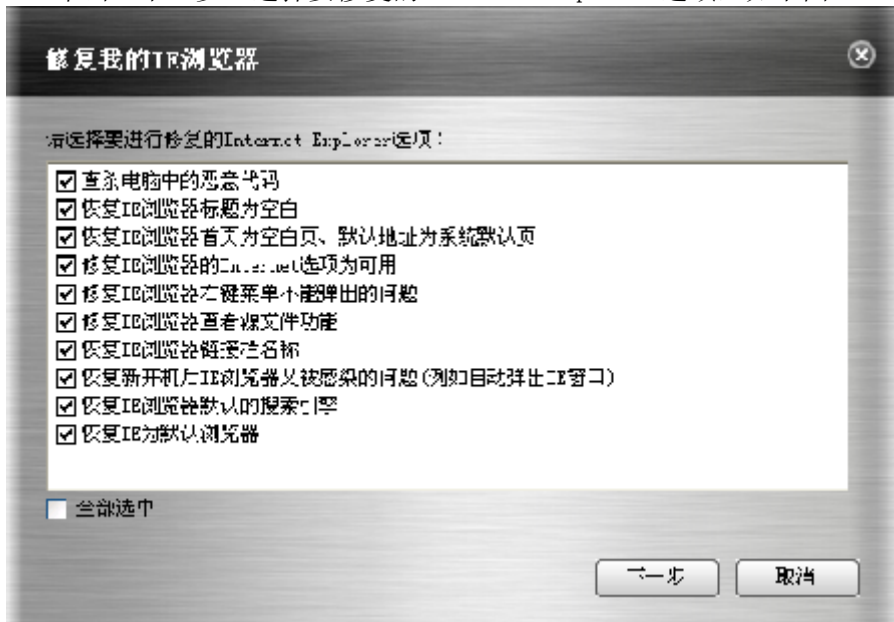 修复我的IE浏览器
请选择要进行修复的Internet Explorer选项：
查杀电脑中的恶意代码
恢复IE浏览器标题为空白
恢复IE浏览器首页为空白页、默认地址为系统默认页
修复IE浏览器的Internet选项为可用
修复IE浏览器右键菜单不能弹出的问题
修复IE浏览器查看源文件功能
恢复IE浏览器链接栏名称
恢复新开机后IE浏览器又被感染的问题(例如自动弹出IE窗口)
恢复IE浏览器默认的搜索引擎
恢复IE为默认浏览器
全部选中
下一步
取消